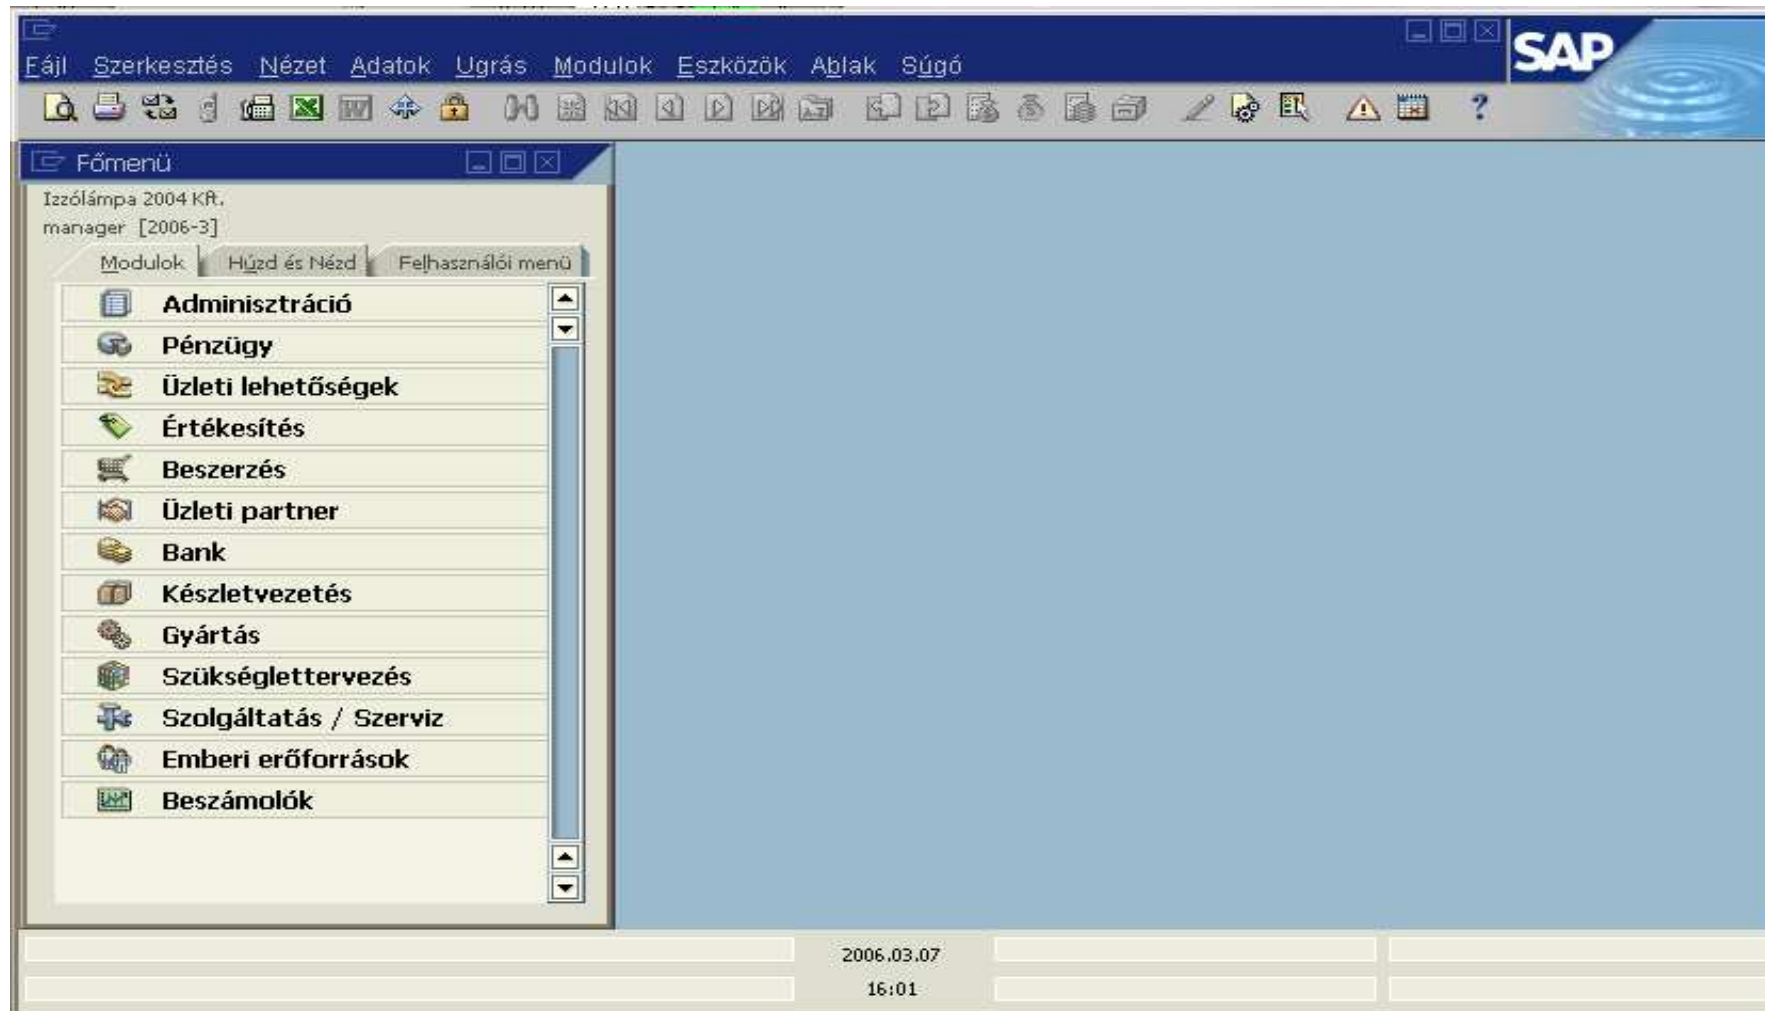 Fájl Szerkesztés Nézet Adatok Ugrás Modulok Eszközök Ablak Súgó
SAP
Főmenü
Izzólámpa 2004 Kft.
manager [2006-3]
Modulok Húzd és Nézd Felhasználói menü
Adminisztráció
Pénzügy
Üzleti lehetőségek
Értékesítés
Beszerzés
Üzleti partner
Bank
Készletvezetés
Gyártás
Szükséglettervezés
Szolgáltatás / Szerviz
Emberi erőforrások
Beszámolók
2006.03.07
16:01